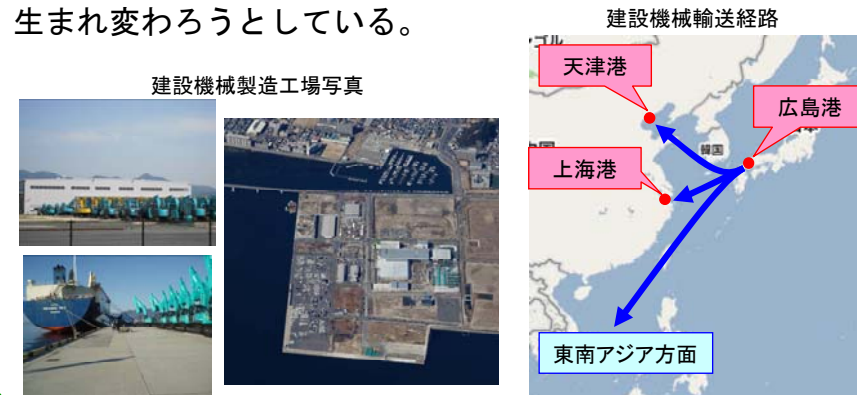 生まれ変わろうとしている。
建設機械製造工場写真
建設機械輸送経路
天津港
広島港
韓国
上海港
東南アジア方面